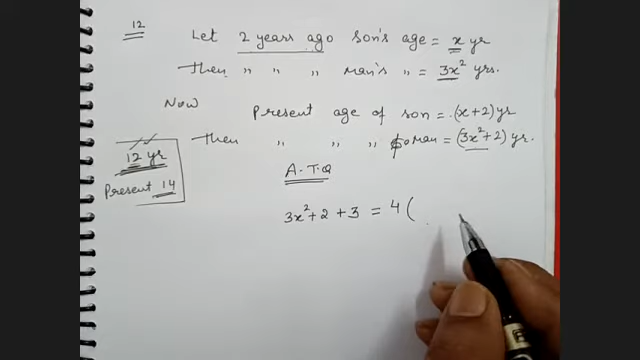 12
Let 2 years ago son's age = x yr
Then " " " man's " = 3x² yrs.
Now Present age of son = (x+2) yr
Then " " " man = (3x²+2) yr.
12 yr
Present 14
A.T.Q
3x²+2 +3 = 4(